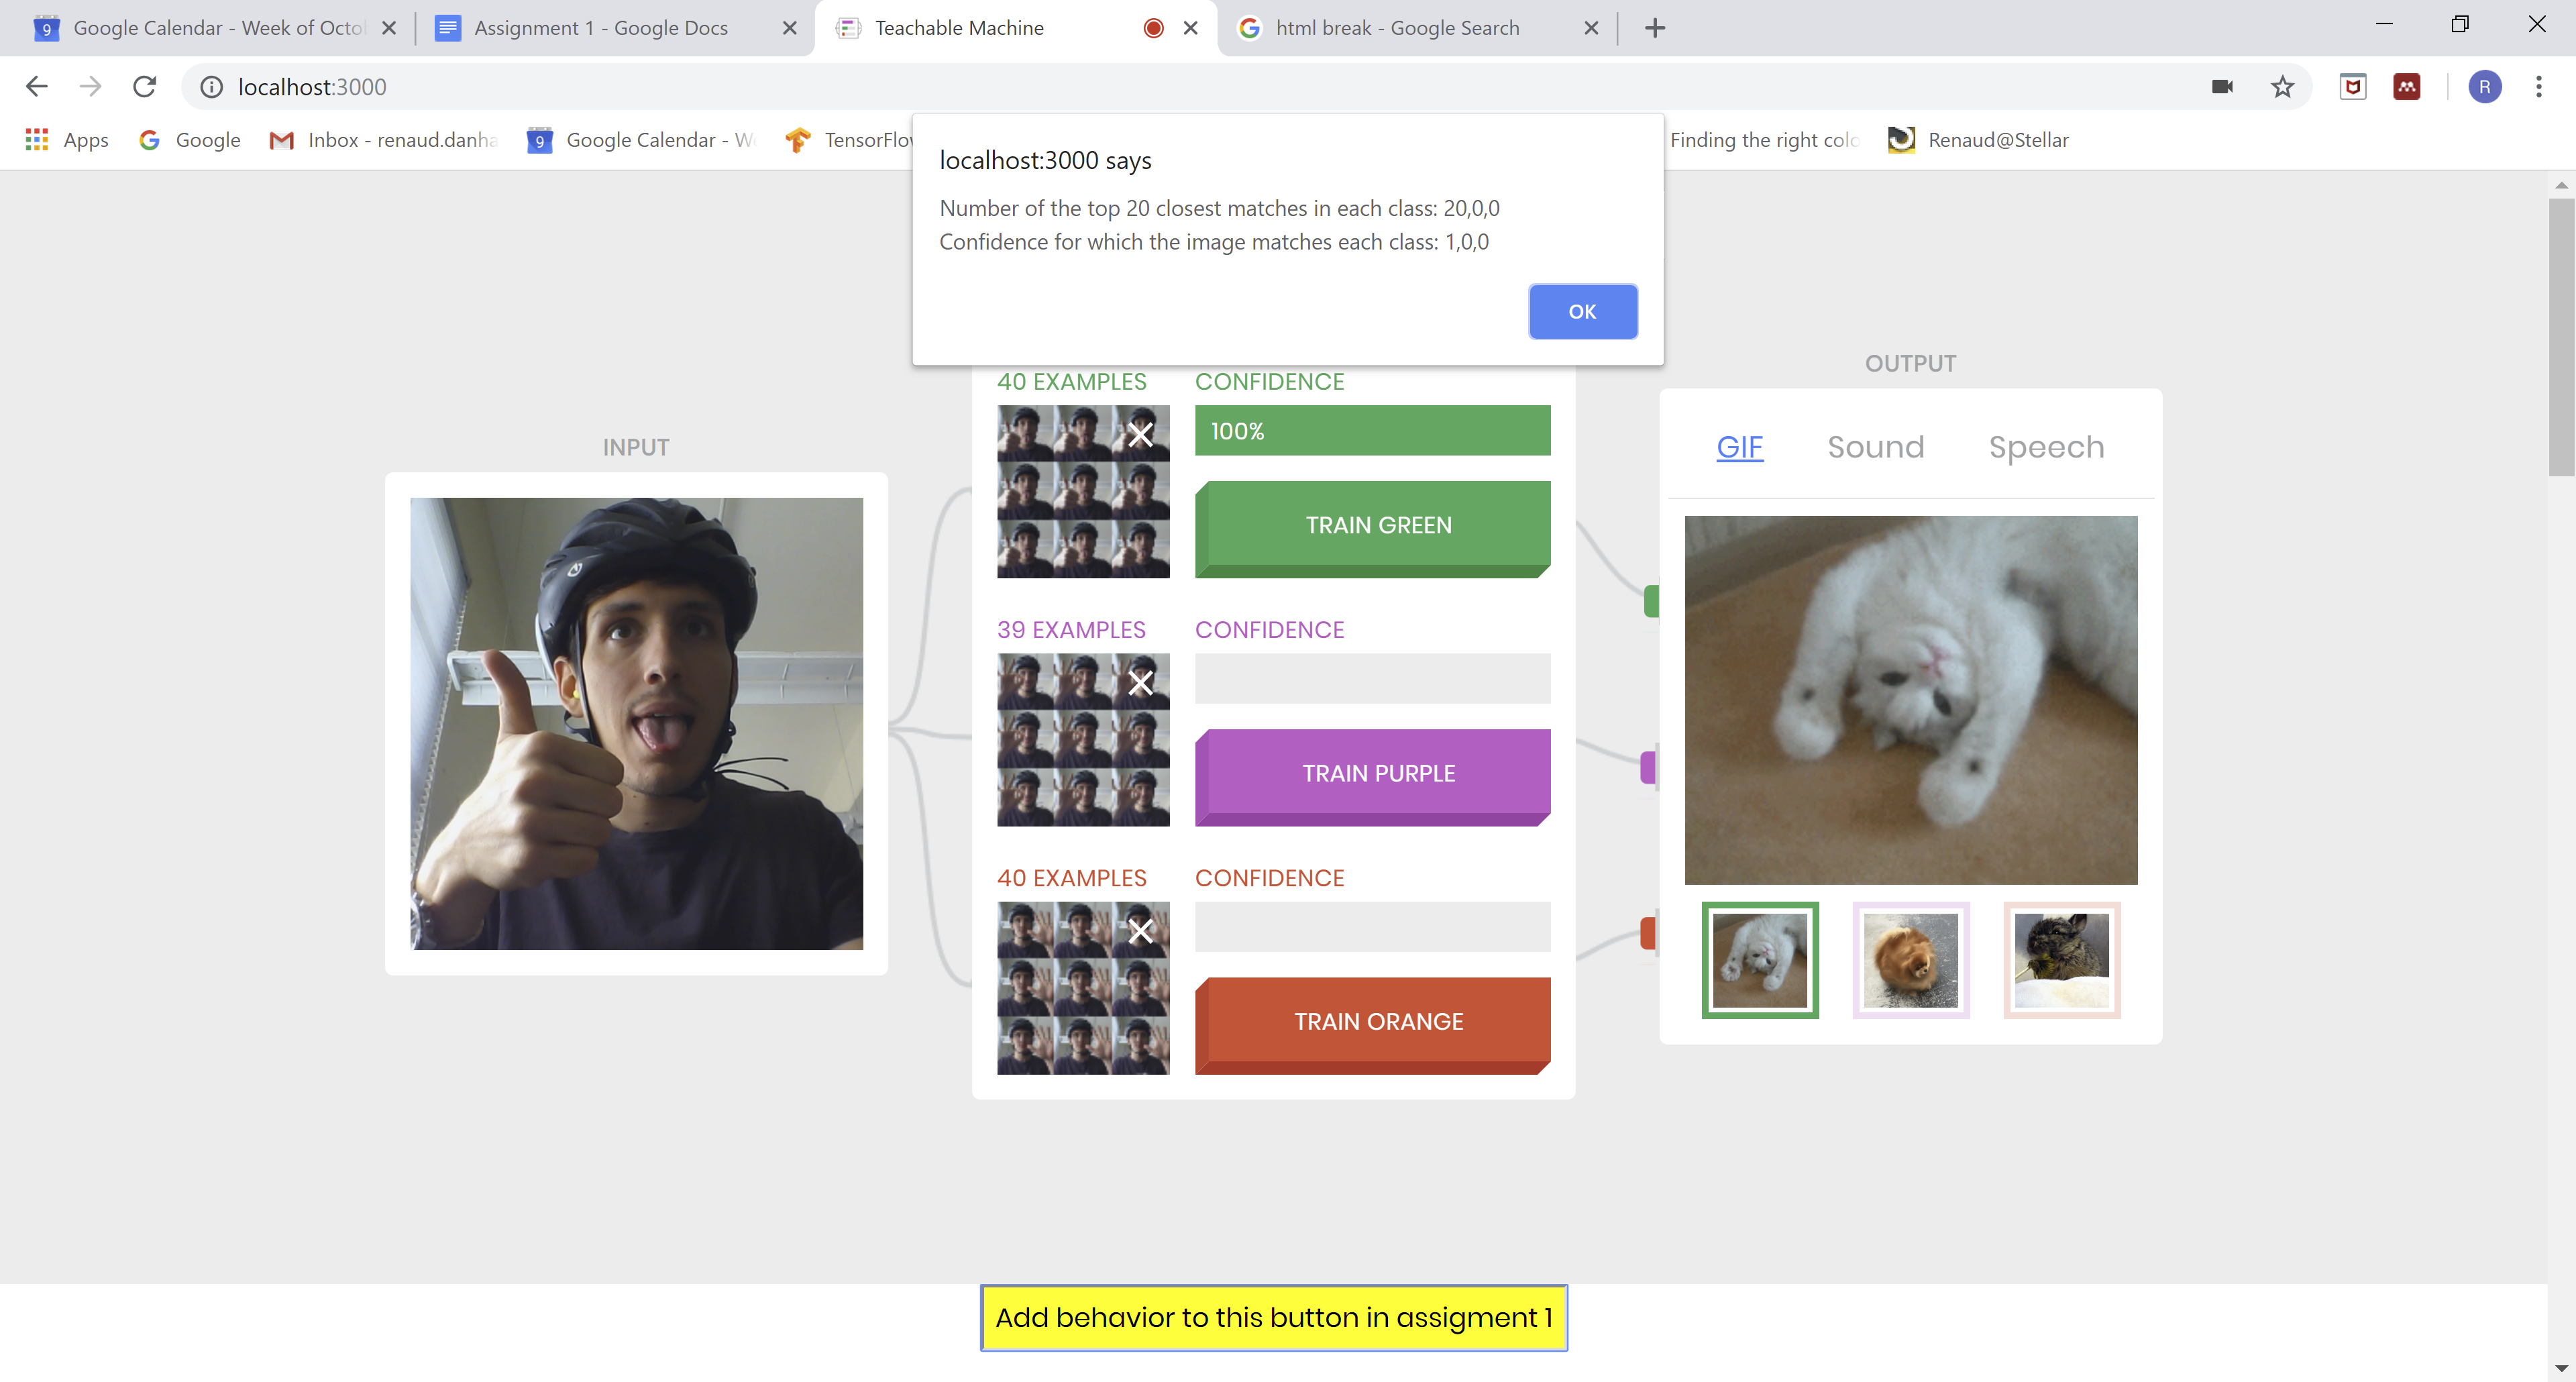 Google Calendar - Week of Octo
Assignment 1 - Google Docs
Teachable Machine
html break - Google Search
localhost:3000
R
Apps
Google
Inbox - renaud.danha
Google Calendar - W
TensorFlo
Finding the right colo
Renaud@Stellar
localhost:3000 says
Number of the top 20 closest matches in each class: 20,0,0
Confidence for which the image matches each class: 1,0,0
OK
INPUT
40 EXAMPLES
CONFIDENCE
100%
TRAIN GREEN
39 EXAMPLES
CONFIDENCE
TRAIN PURPLE
40 EXAMPLES
CONFIDENCE
TRAIN ORANGE
OUTPUT
GIF
Sound
Speech
Add behavior to this button in assigment 1